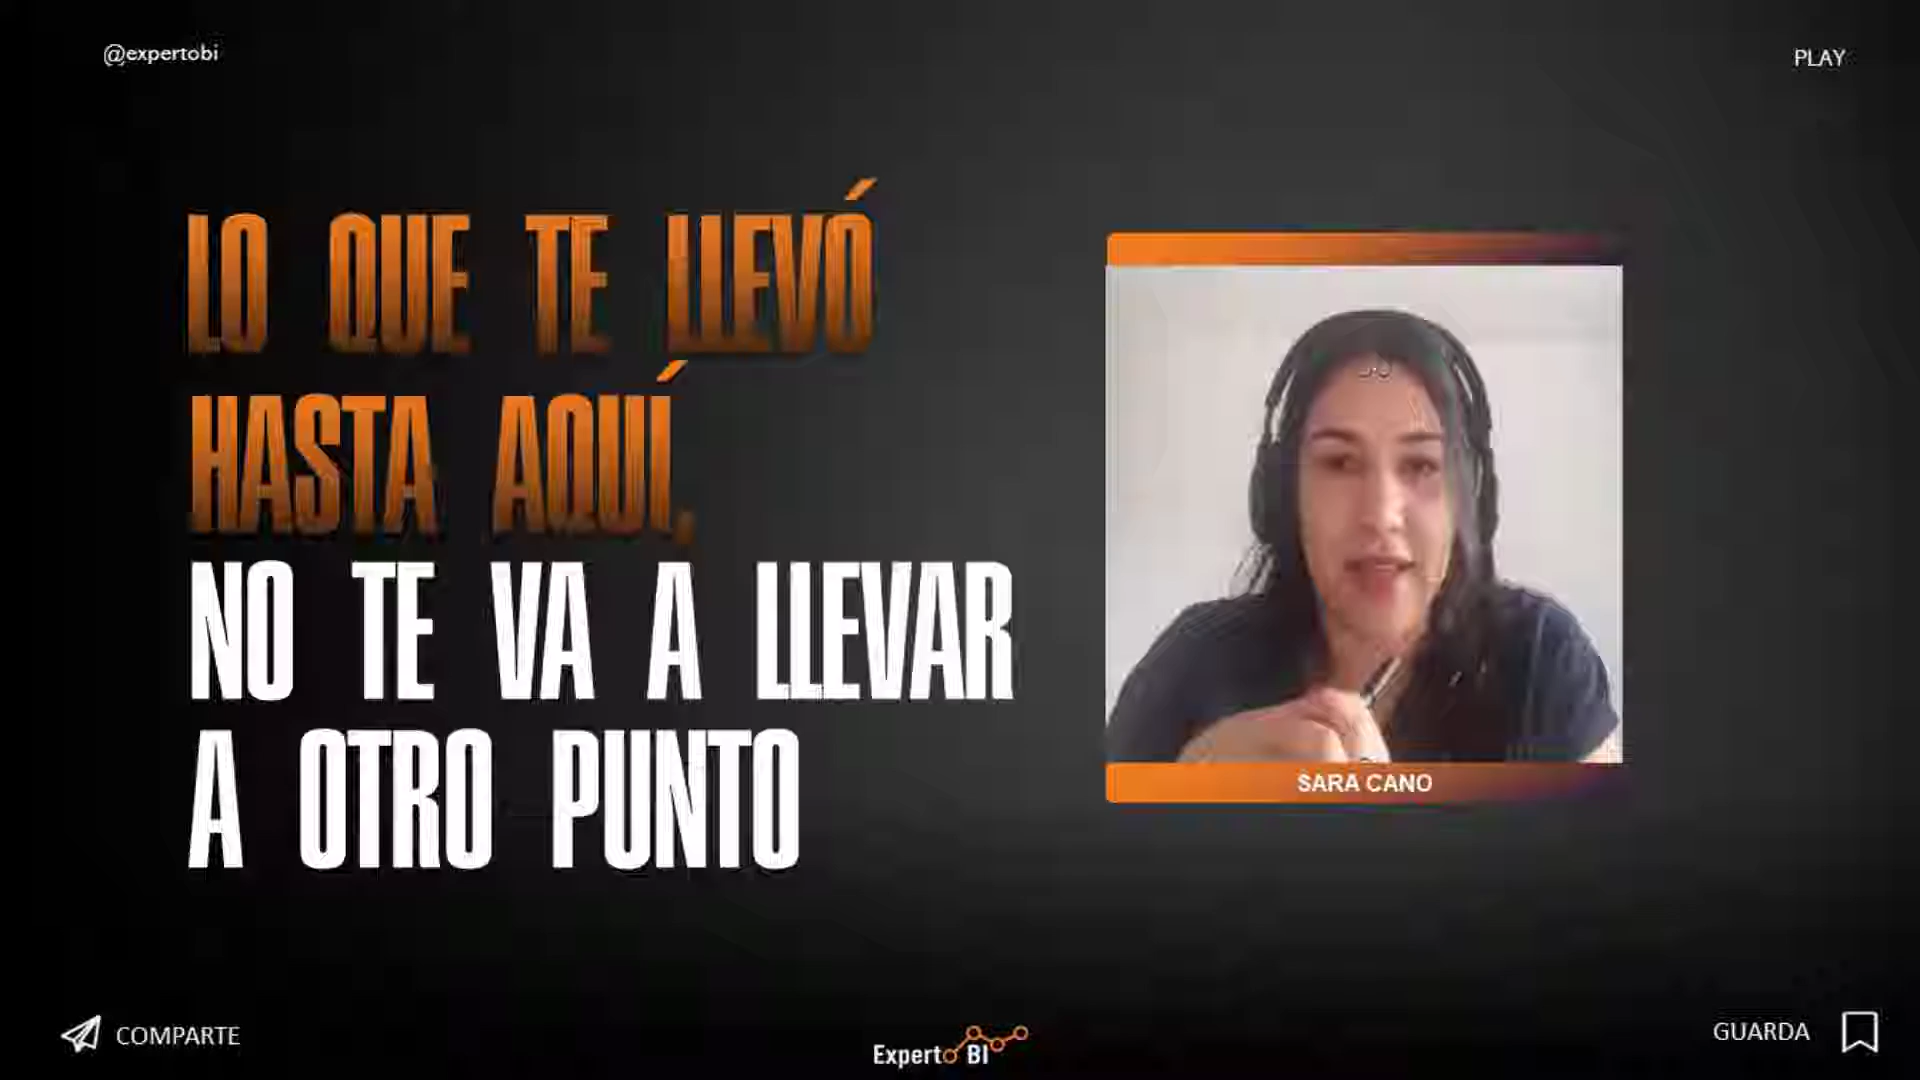 @expertobi
PLAY
LO QUE TE LLEVÓ
HASTA AQUÍ,
NO TE VA A LLEVAR
A OTRO PUNTO
SARA CANO
COMPARTE
Experto BI
GUARDA